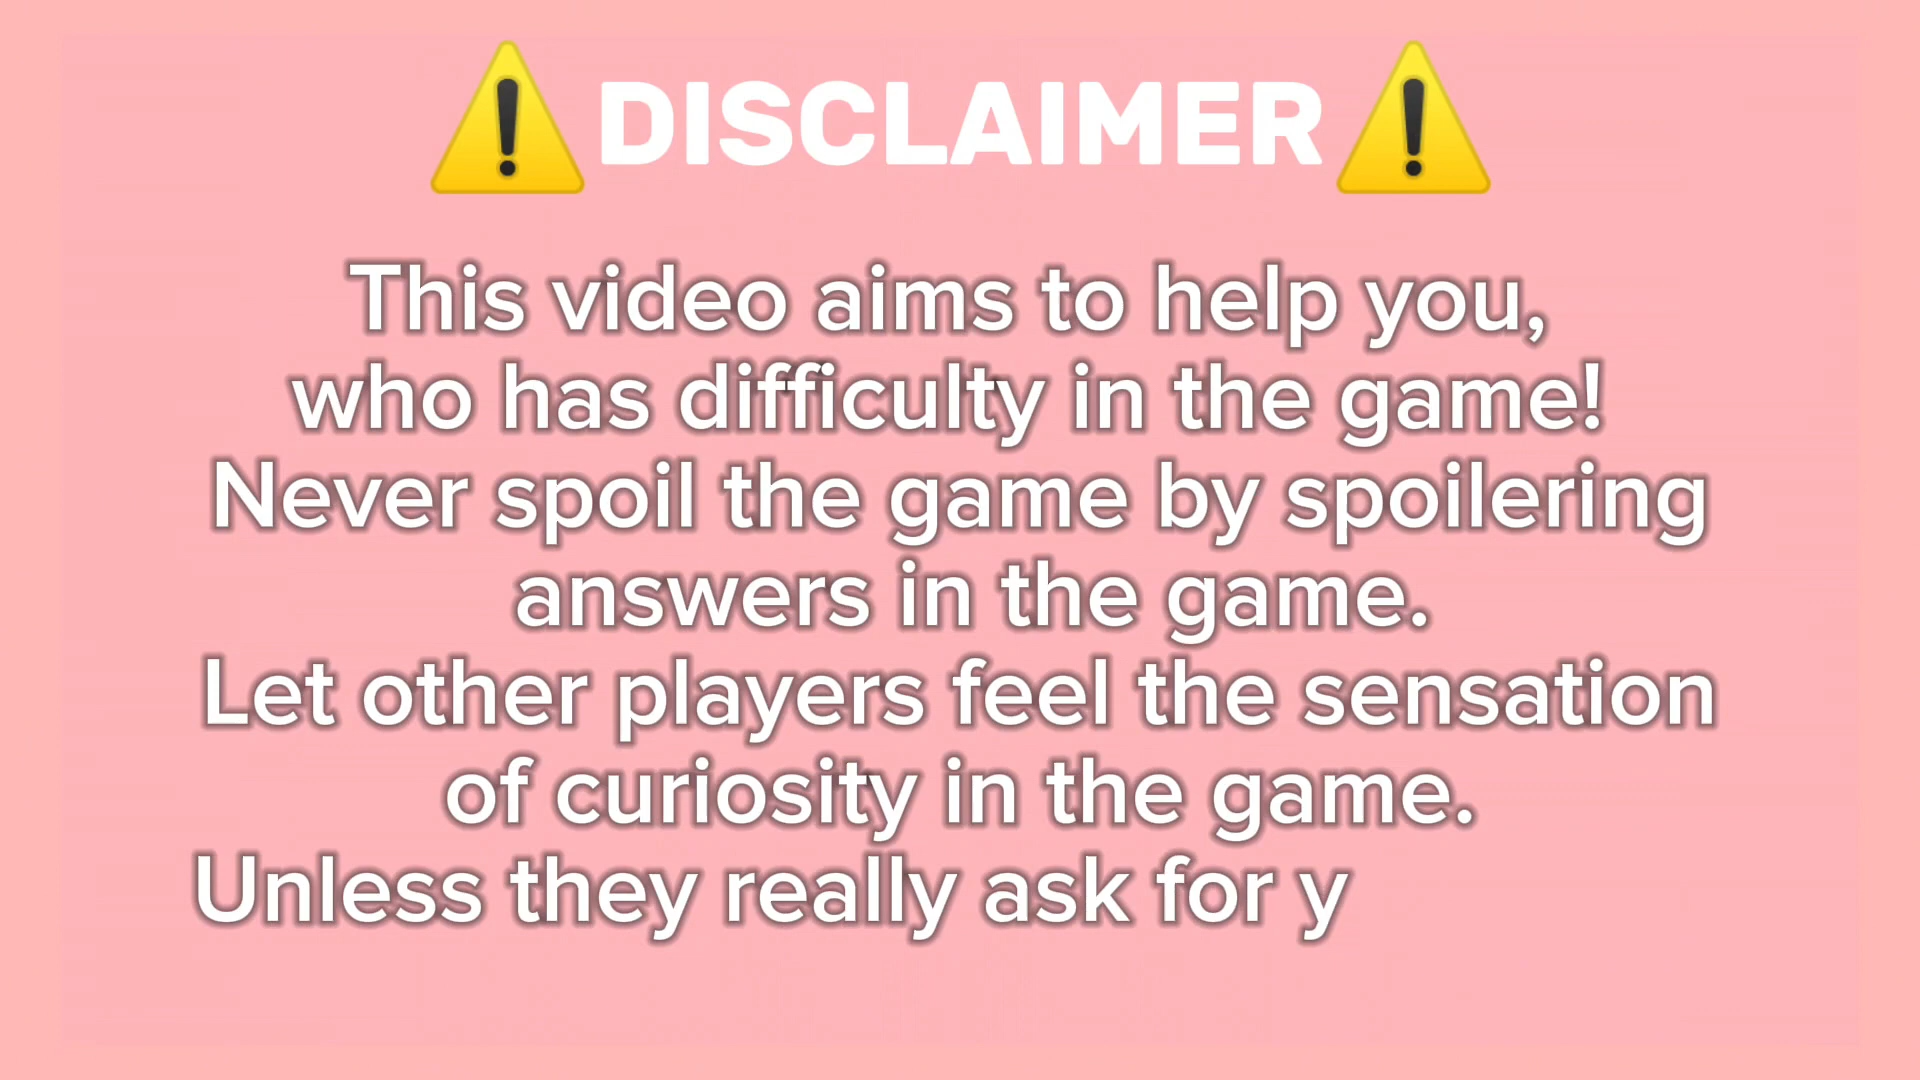 ⚠️DISCLAIMER⚠️
This video aims to help you,
who has difficulty in the game!
Never spoil the game by spoilering
answers in the game.
Let other players feel the sensation
of curiosity in the game.
Unless they really ask for y